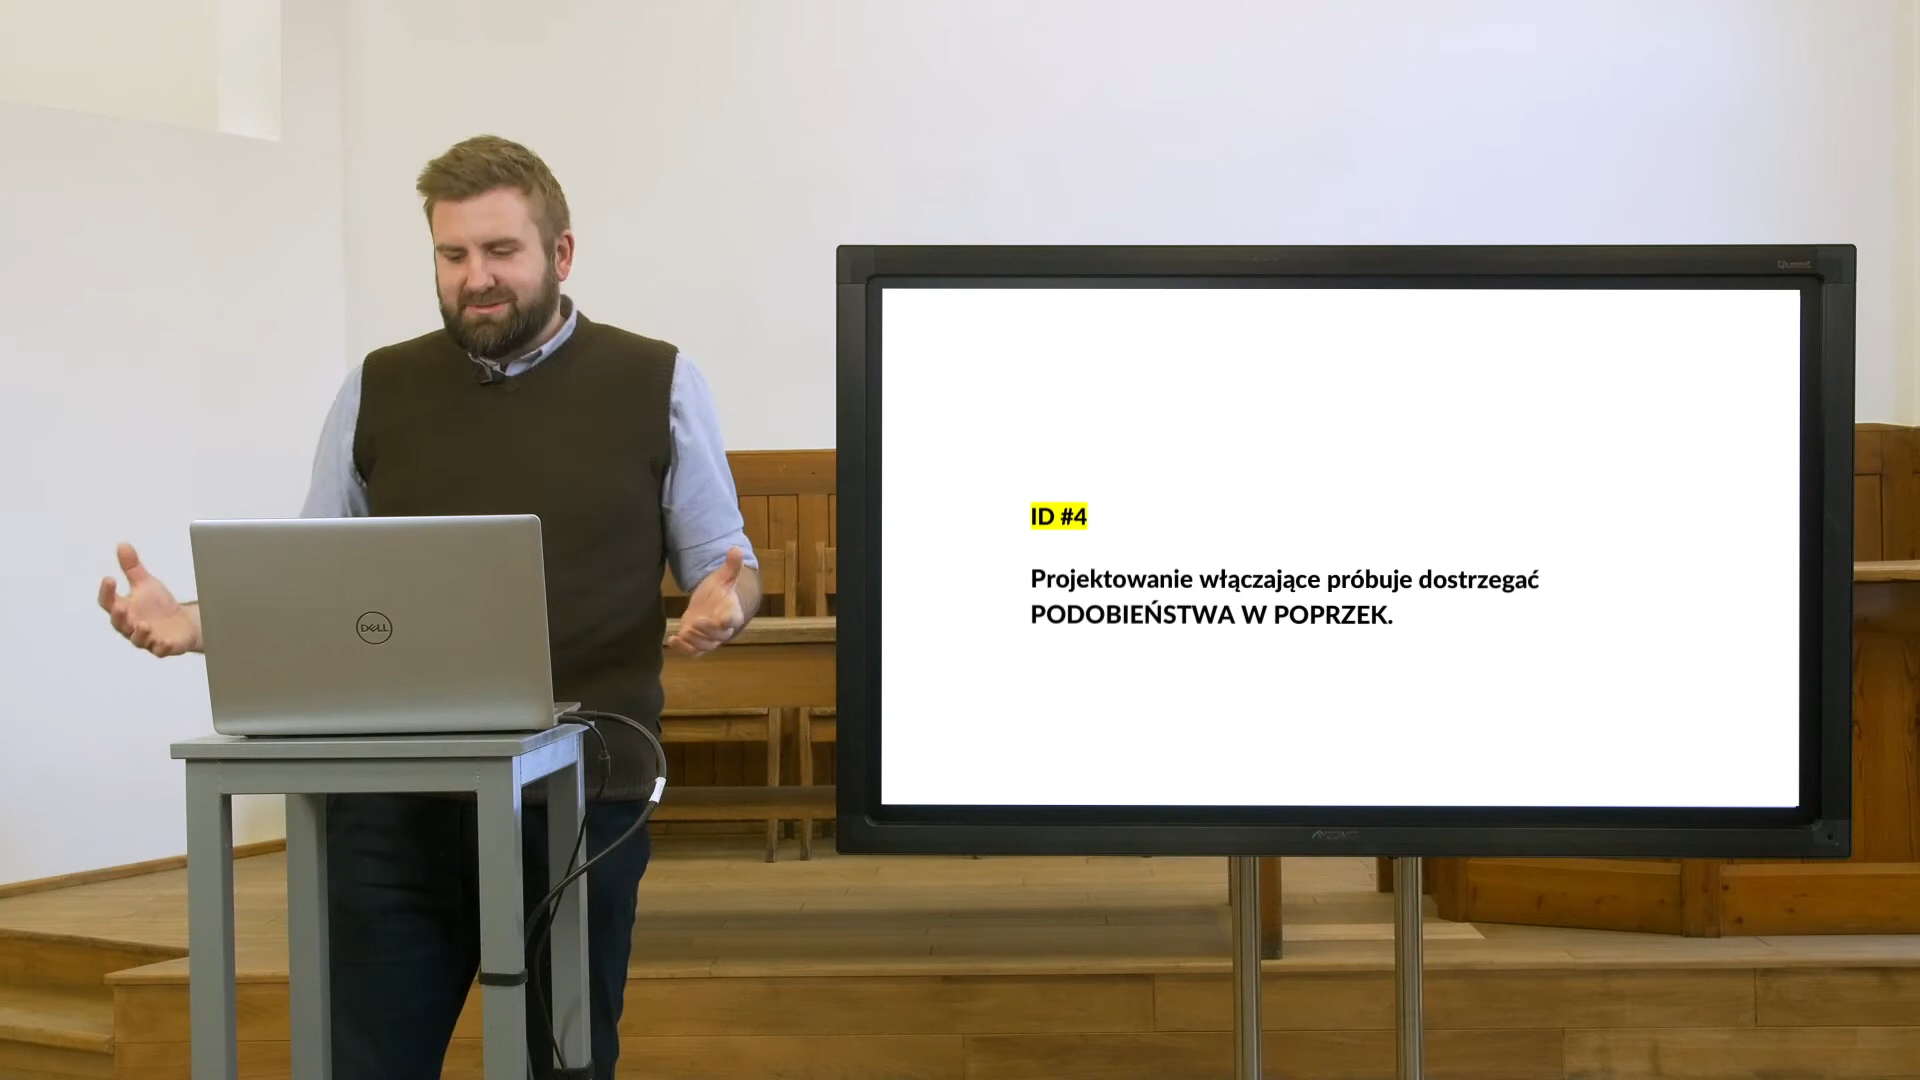 ID #4
Projektowanie włączające próbuje dostrzegać
PODOBIEŃSTWA W POPRZEK.
DELL